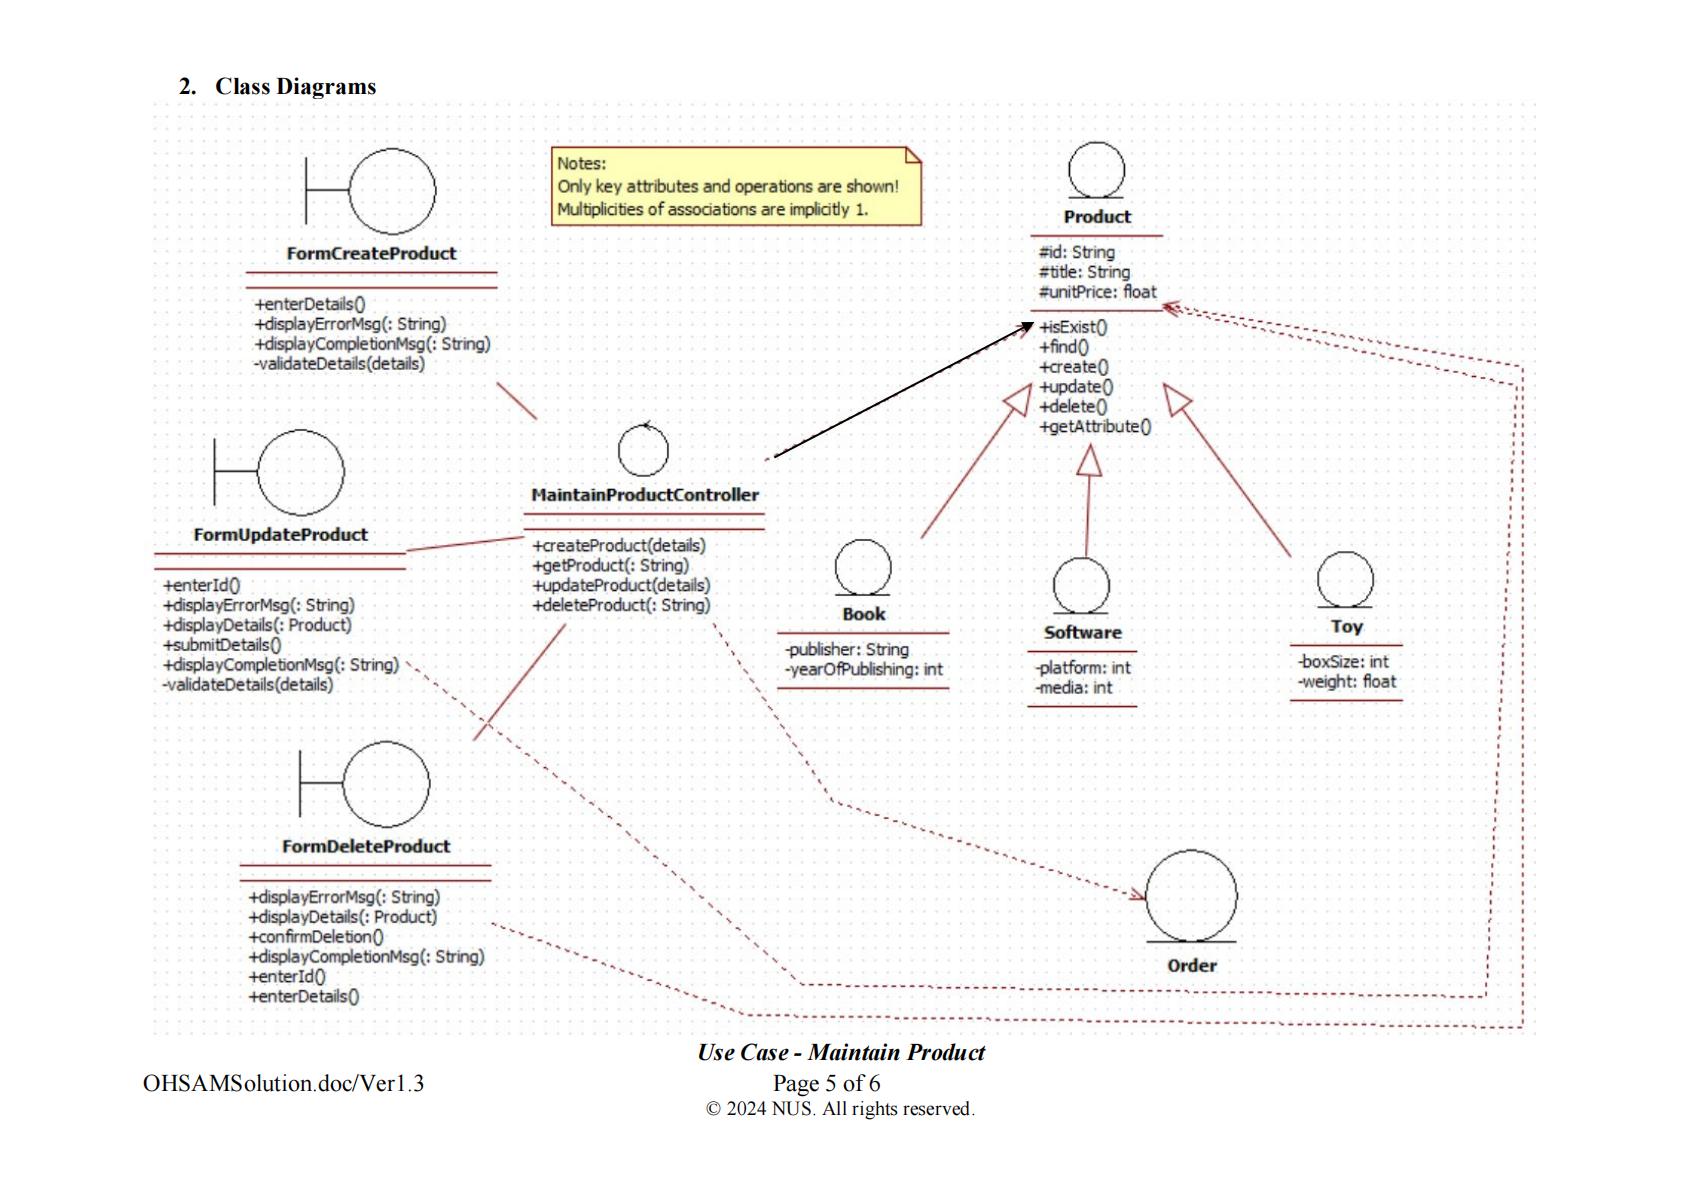 2. Class Diagrams
FormCreateProduct
+enterDetails()
+displayErrorMsg(: String)
+displayCompletionMsg(: String)
-validateDetails(details)
Notes:
Only key attributes and operations are shown!
Multiplicities of associations are implicitly 1.
Product
#id: String
#title: String
#unitPrice: float
+isExist()
+find()
+create()
+update()
+delete()
+getAttribute()
FormUpdateProduct
+enterId()
+displayErrorMsg(: String)
+displayDetails(: Product)
+submitDetails()
+displayCompletionMsg(: String)
-validateDetails(details)
MaintainProductController
+createProduct(details)
+getProduct(: String)
+updateProduct(details)
+deleteProduct(: String)
Book
-publisher: String
-yearOfPublishing: int
Software
-platform: int
-media: int
Toy
-boxSize: int
-weight: float
FormDeleteProduct
+displayErrorMsg(: String)
+displayDetails(: Product)
+confirmDeletion()
+displayCompletionMsg(: String)
+enterId()
+enterDetails()
Order
Use Case - Maintain Product
OHSAMSolution.doc/Ver1.3
Page 5 of 6
© 2024 NUS. All rights reserved.